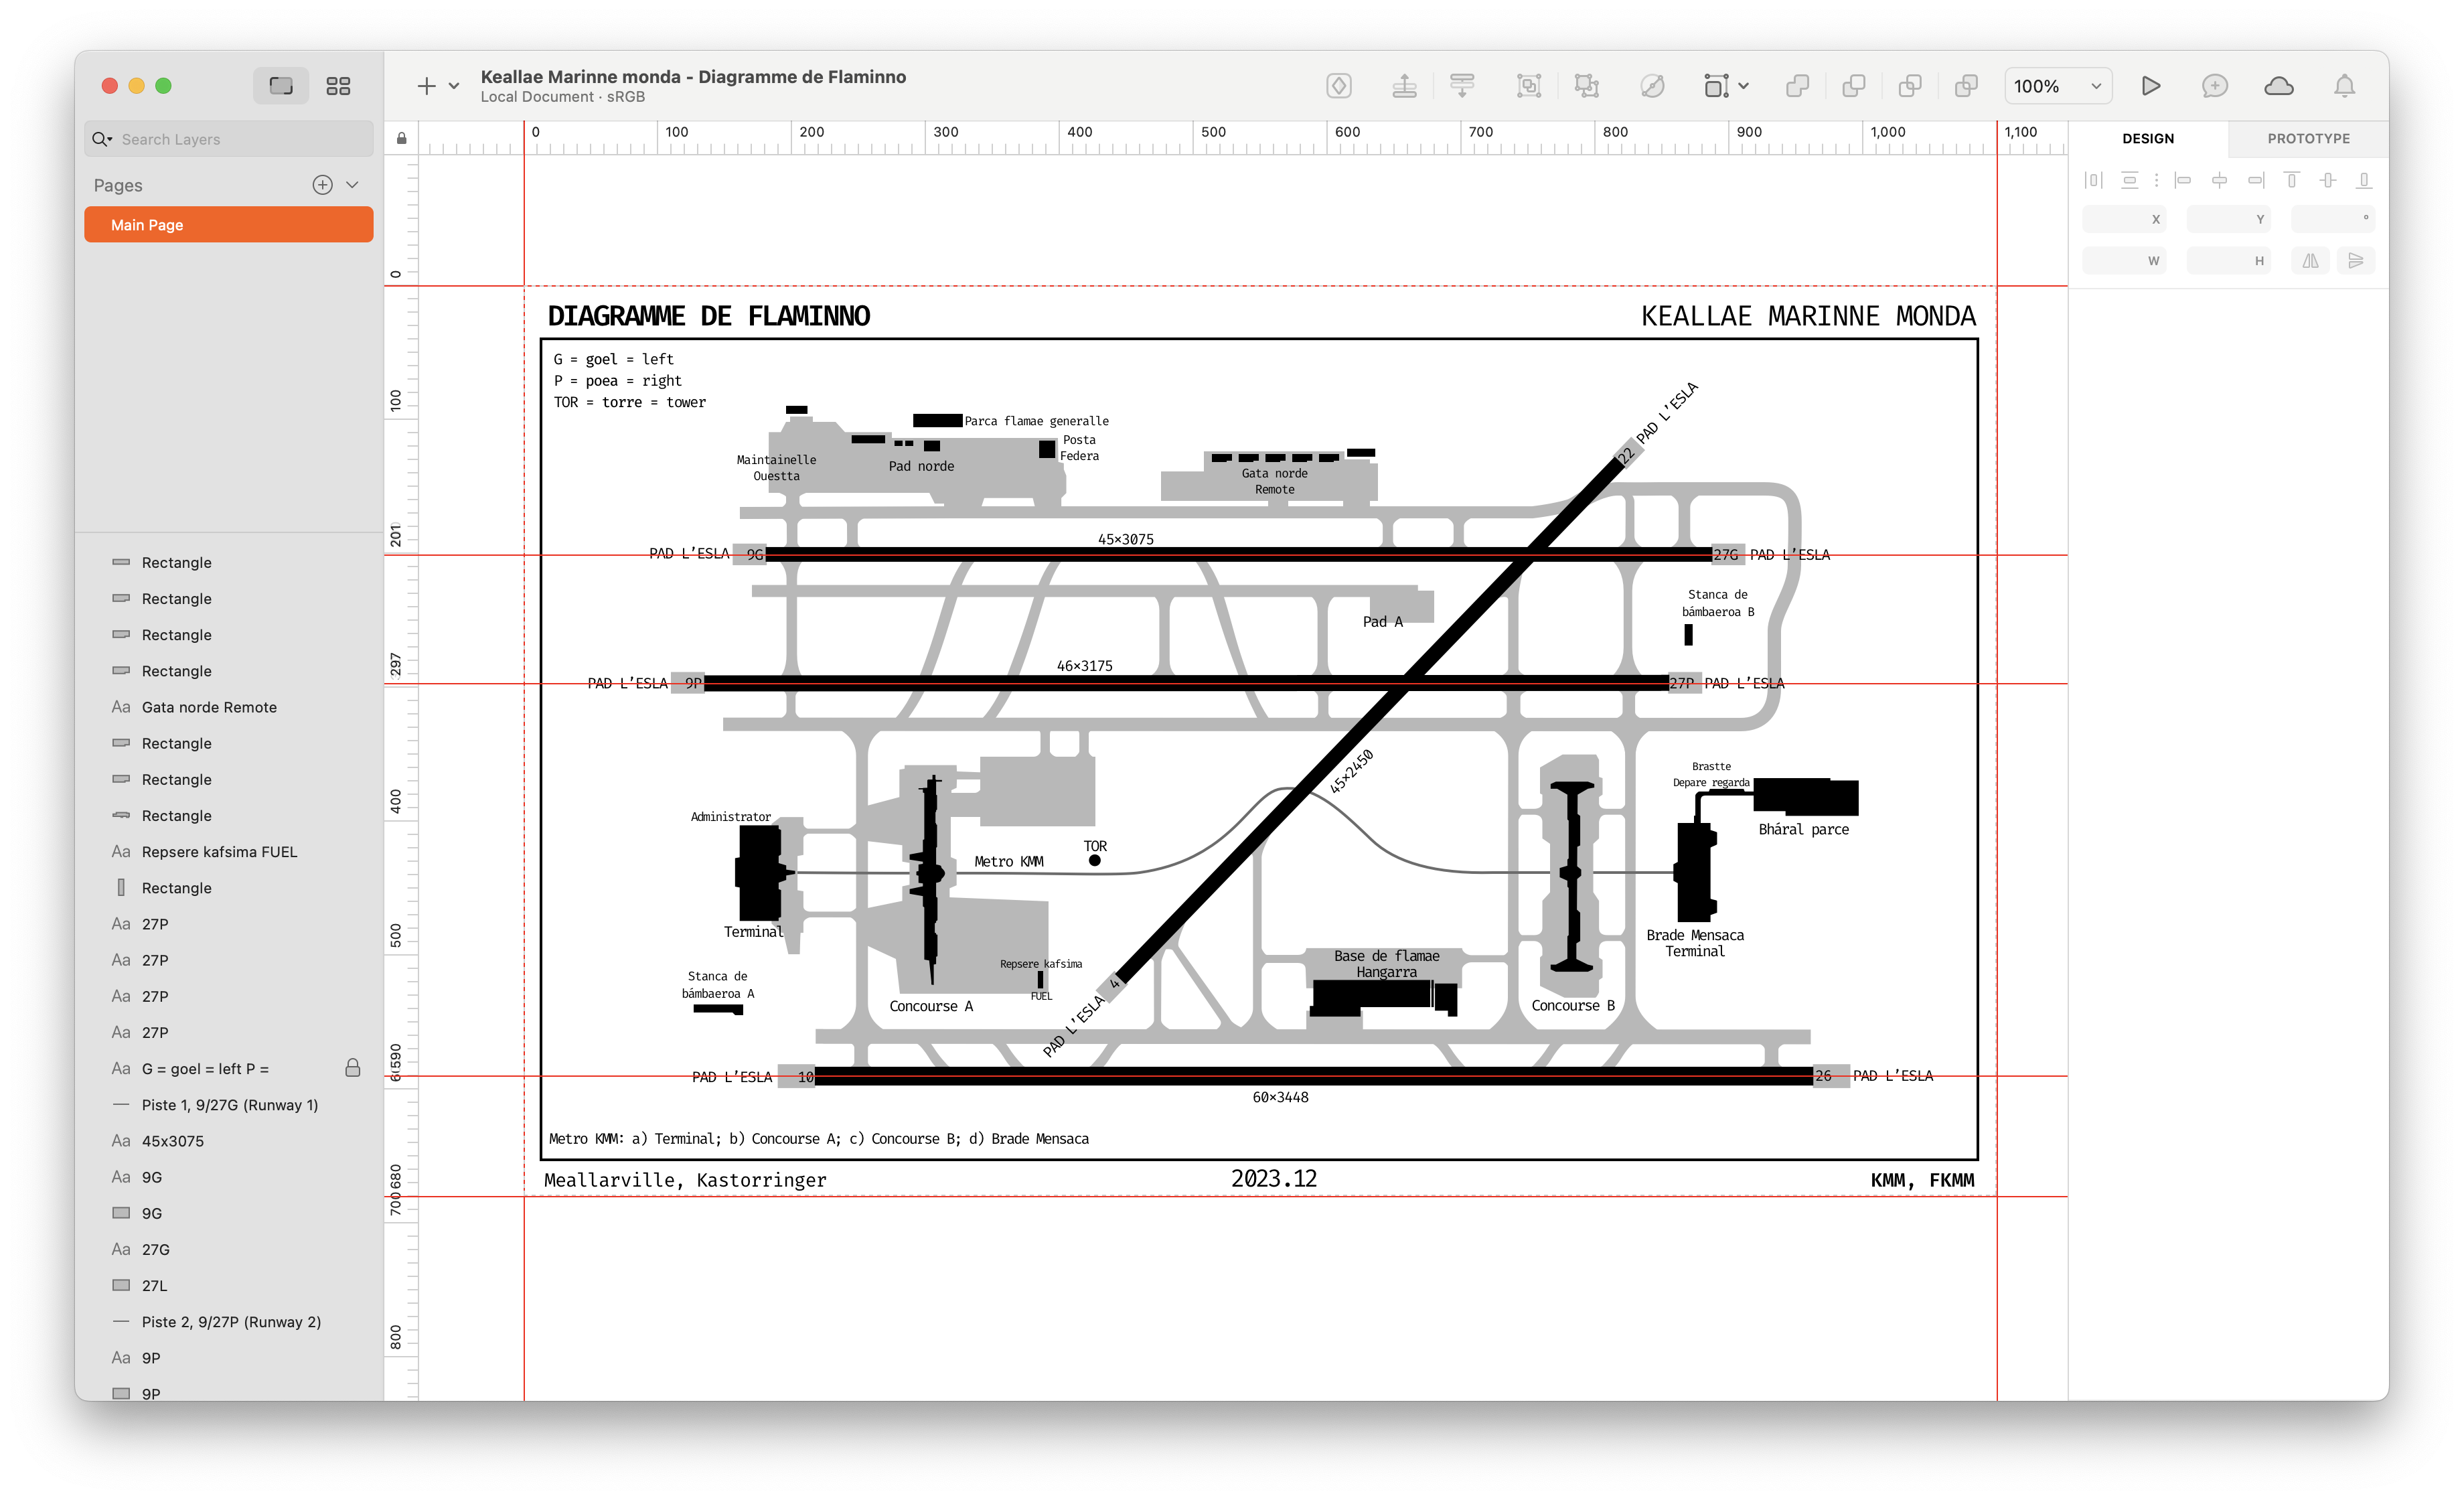 Keallae Marinne monda - Diagramme de Flaminno
Local Document · sRGB
100%
Search Layers
Pages
Main Page
Rectangle
Rectangle
Rectangle
Rectangle
Aa Gata norde Remote
Rectangle
Rectangle
Rectangle
Aa Repsere kafsima FUEL
Rectangle
Aa 27P
Aa 27P
Aa 27P
Aa 27P
Aa G = goel = left P =
Piste 1, 9/27G (Runway 1)
Aa 45x3075
Aa 9G
9G
Aa 27G
27L
Piste 2, 9/27P (Runway 2)
Aa 9P
9P
0 100 200 300 400 500 600 700 800 900 1,000 1,100
0
100
201
297
400
500
590
680
700
800
DIAGRAMME DE FLAMINNO
KEALLAE MARINNE MONDA
G = goel = left
P = poea = right
TOR = torre = tower
Parca flamae generalle
Posta
Federa
Maintainelle
Ouestta
Pad norde
Gata norde
Remote
22 PAD L'ESLA
45×3075
PAD L'ESLA 9G
27G PAD L'ESLA
Stanca de
bámbaeroa B
Pad A
46×3175
PAD L'ESLA 9P
27P PAD L'ESLA
45×2450
Brastte
Depare regarda
Bháral parce
Administrator
TOR
Metro KMM
Terminal
Brade Mensaca
Terminal
Base de flamae
Hangarra
Repsere kafsima
FUEL
Stanca de
bámbaeroa A
Concourse A
Concourse B
PAD L'ESLA 4
PAD L'ESLA 10
26 PAD L'ESLA
60×3448
Metro KMM: a) Terminal; b) Concourse A; c) Concourse B; d) Brade Mensaca
Meallarville, Kastorringer
2023.12
KMM, FKMM
DESIGN
PROTOTYPE
X
Y
°
W
H